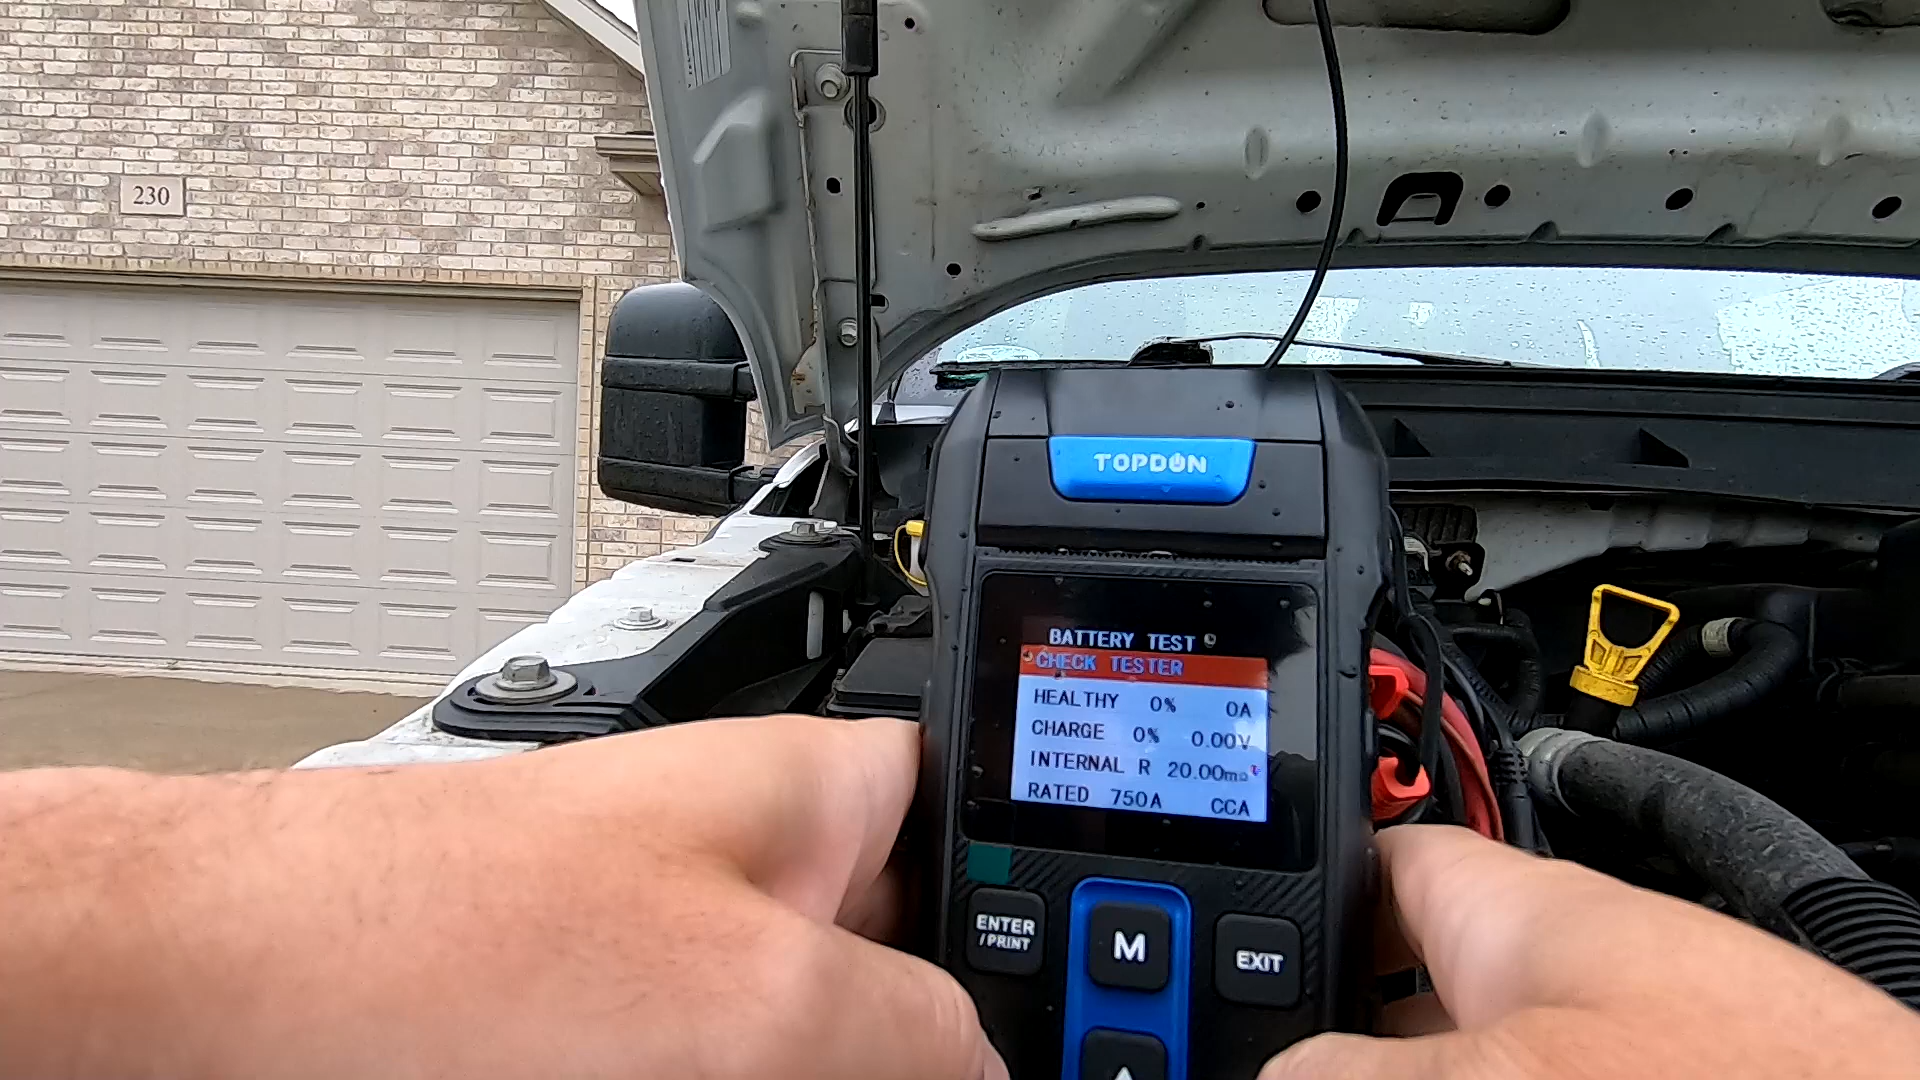 230
TOPDON
BATTERY TEST
CHECK TESTER
HEALTHY 0% 0A
CHARGE 0% 0.00V
INTERNAL R 20.00mΩ
RATED 750A CCA
ENTER
/PRINT
M
EXIT